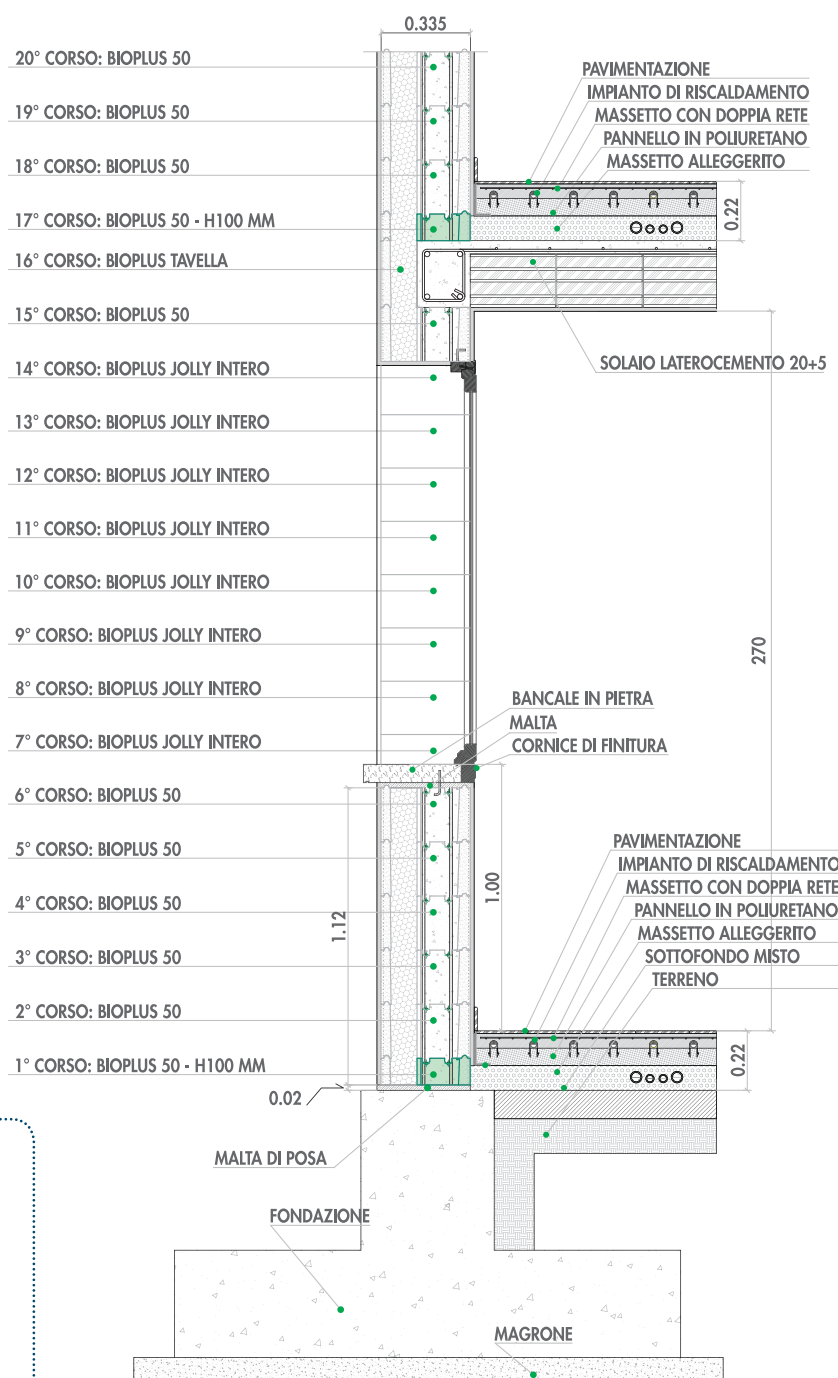 0.335
20° CORSO: BIOPLUS 50
19° CORSO: BIOPLUS 50
18° CORSO: BIOPLUS 50
17° CORSO: BIOPLUS 50 - H100 MM
16° CORSO: BIOPLUS TAVELLA
15° CORSO: BIOPLUS 50
14° CORSO: BIOPLUS JOLLY INTERO
13° CORSO: BIOPLUS JOLLY INTERO
12° CORSO: BIOPLUS JOLLY INTERO
11° CORSO: BIOPLUS JOLLY INTERO
10° CORSO: BIOPLUS JOLLY INTERO
9° CORSO: BIOPLUS JOLLY INTERO
8° CORSO: BIOPLUS JOLLY INTERO
7° CORSO: BIOPLUS JOLLY INTERO
6° CORSO: BIOPLUS 50
5° CORSO: BIOPLUS 50
4° CORSO: BIOPLUS 50
3° CORSO: BIOPLUS 50
2° CORSO: BIOPLUS 50
1° CORSO: BIOPLUS 50 - H100 MM
PAVIMENTAZIONE
IMPIANTO DI RISCALDAMENTO
MASSETTO CON DOPPIA RETE
PANNELLO IN POLIURETANO
MASSETTO ALLEGGERITO
0.22
SOLAIO LATEROCEMENTO 20+5
270
BANCALE IN PIETRA
MALTA
CORNICE DI FINITURA
1.12
1.00
PAVIMENTAZIONE
IMPIANTO DI RISCALDAMENTO
MASSETTO CON DOPPIA RETE
PANNELLO IN POLIURETANO
MASSETTO ALLEGGERITO
SOTTOFONDO MISTO
TERRENO
0.22
0.02
MALTA DI POSA
FONDAZIONE
MAGRONE